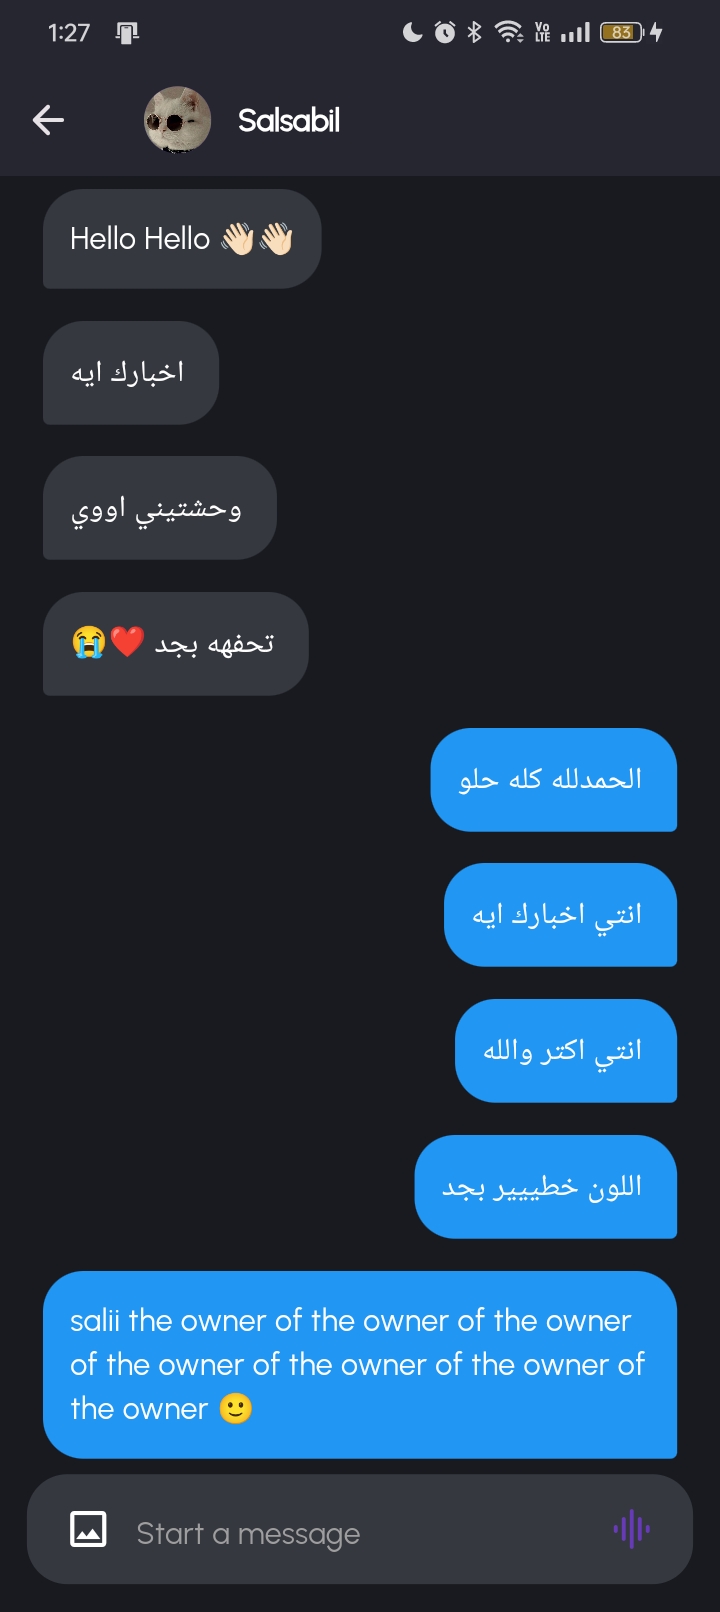 1:27
Vo
LTE
83
Salsabil
Hello Hello 👋🏻👋🏻
اخبارك ايه
وحشتيني اووي
تحفهه بجد ❤️😭
الحمدلله كله حلو
انتي اخبارك ايه
انتي اكتر والله
اللون خطيييير بجد
salii the owner of the owner of the owner
of the owner of the owner of the owner of
the owner 🙂
Start a message